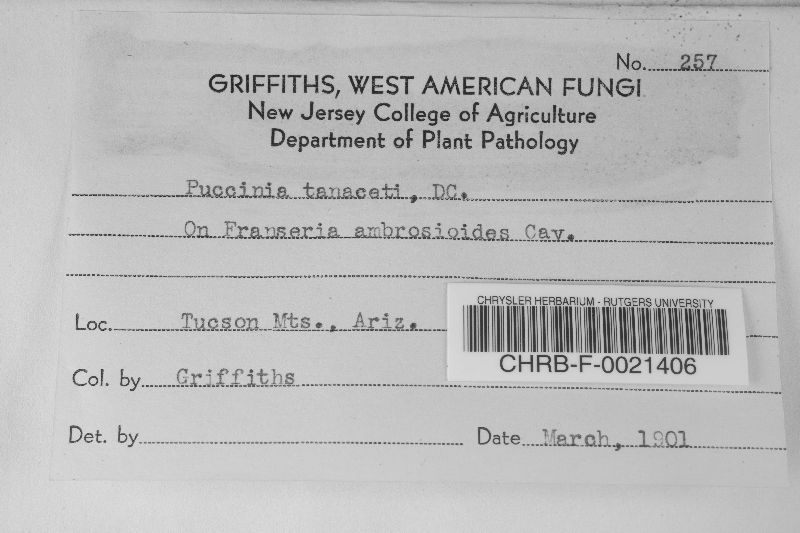 No. 257
GRIFFITHS, WEST AMERICAN FUNGI
New Jersey College of Agriculture
Department of Plant Pathology
Puccinia tanaceti, DC.
On Franseria ambrosioides Cav.
Loc. Tucson Mts., Ariz.
CHRYSLER HERBARIUM - RUTGERS UNIVERSITY
CHRB-F-0021406
Col. by Griffiths
Det. by
Date March, 1901